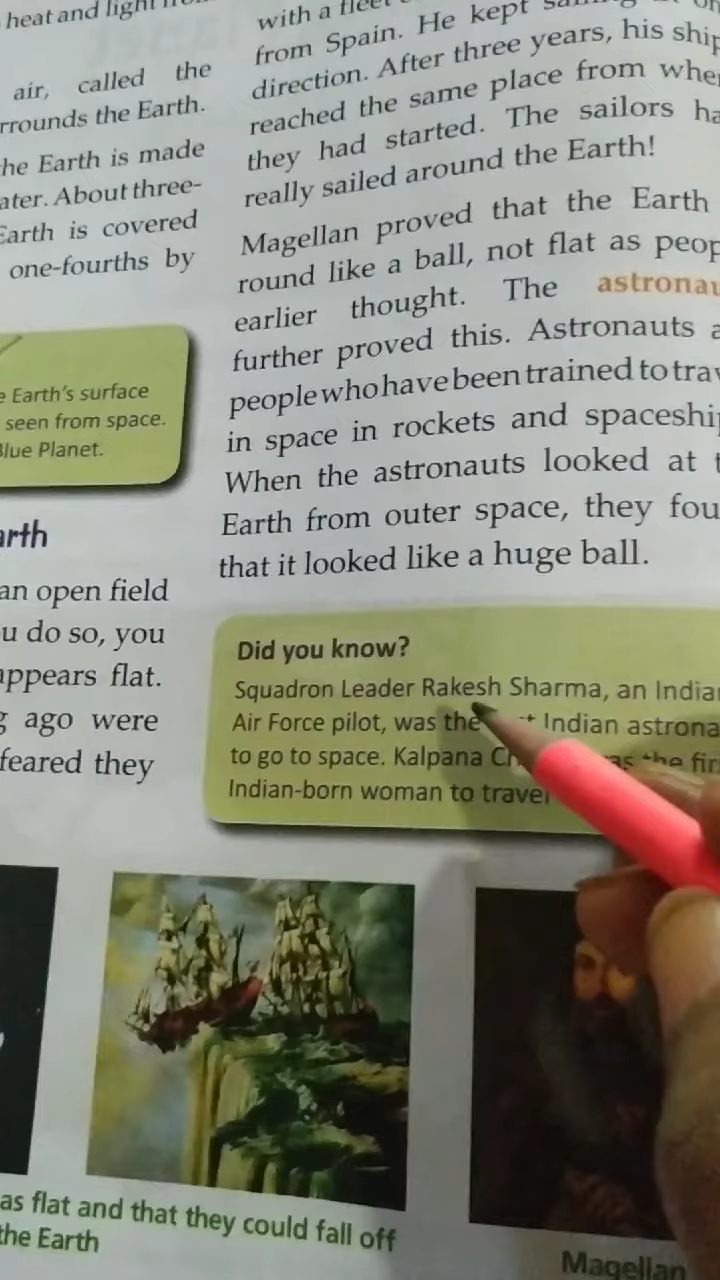 heat and light
air, called the
rrounds the Earth.
he Earth is made
ater. About three-
Earth is covered
one-fourths by
e Earth's surface
seen from space.
Blue Planet.
arth
an open field
u do so, you
appears flat.
g ago were
feared they
with a fleet
from Spain. He kept
direction. After three years, his ship
reached the same place from whe
they had started. The sailors ha
really sailed around the Earth!
Magellan proved that the Earth
round like a ball, not flat as peop
earlier thought. The astronau
further proved this. Astronauts a
people who have been trained to trav
in space in rockets and spaceship
When the astronauts looked at t
Earth from outer space, they fou
that it looked like a huge ball.
Did you know?
Squadron Leader Rakesh Sharma, an India
Air Force pilot, was the Indian astrona
to go to space. Kalpana the fir
Indian-born woman to travel
as flat and that they could fall off
the Earth
Magellan